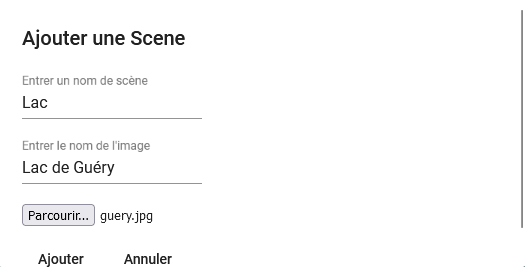 Ajouter une Scene
Entrer un nom de scène
Lac
Entrer le nom de l'image
Lac de Guéry
Parcourir... guery.jpg
Ajouter Annuler